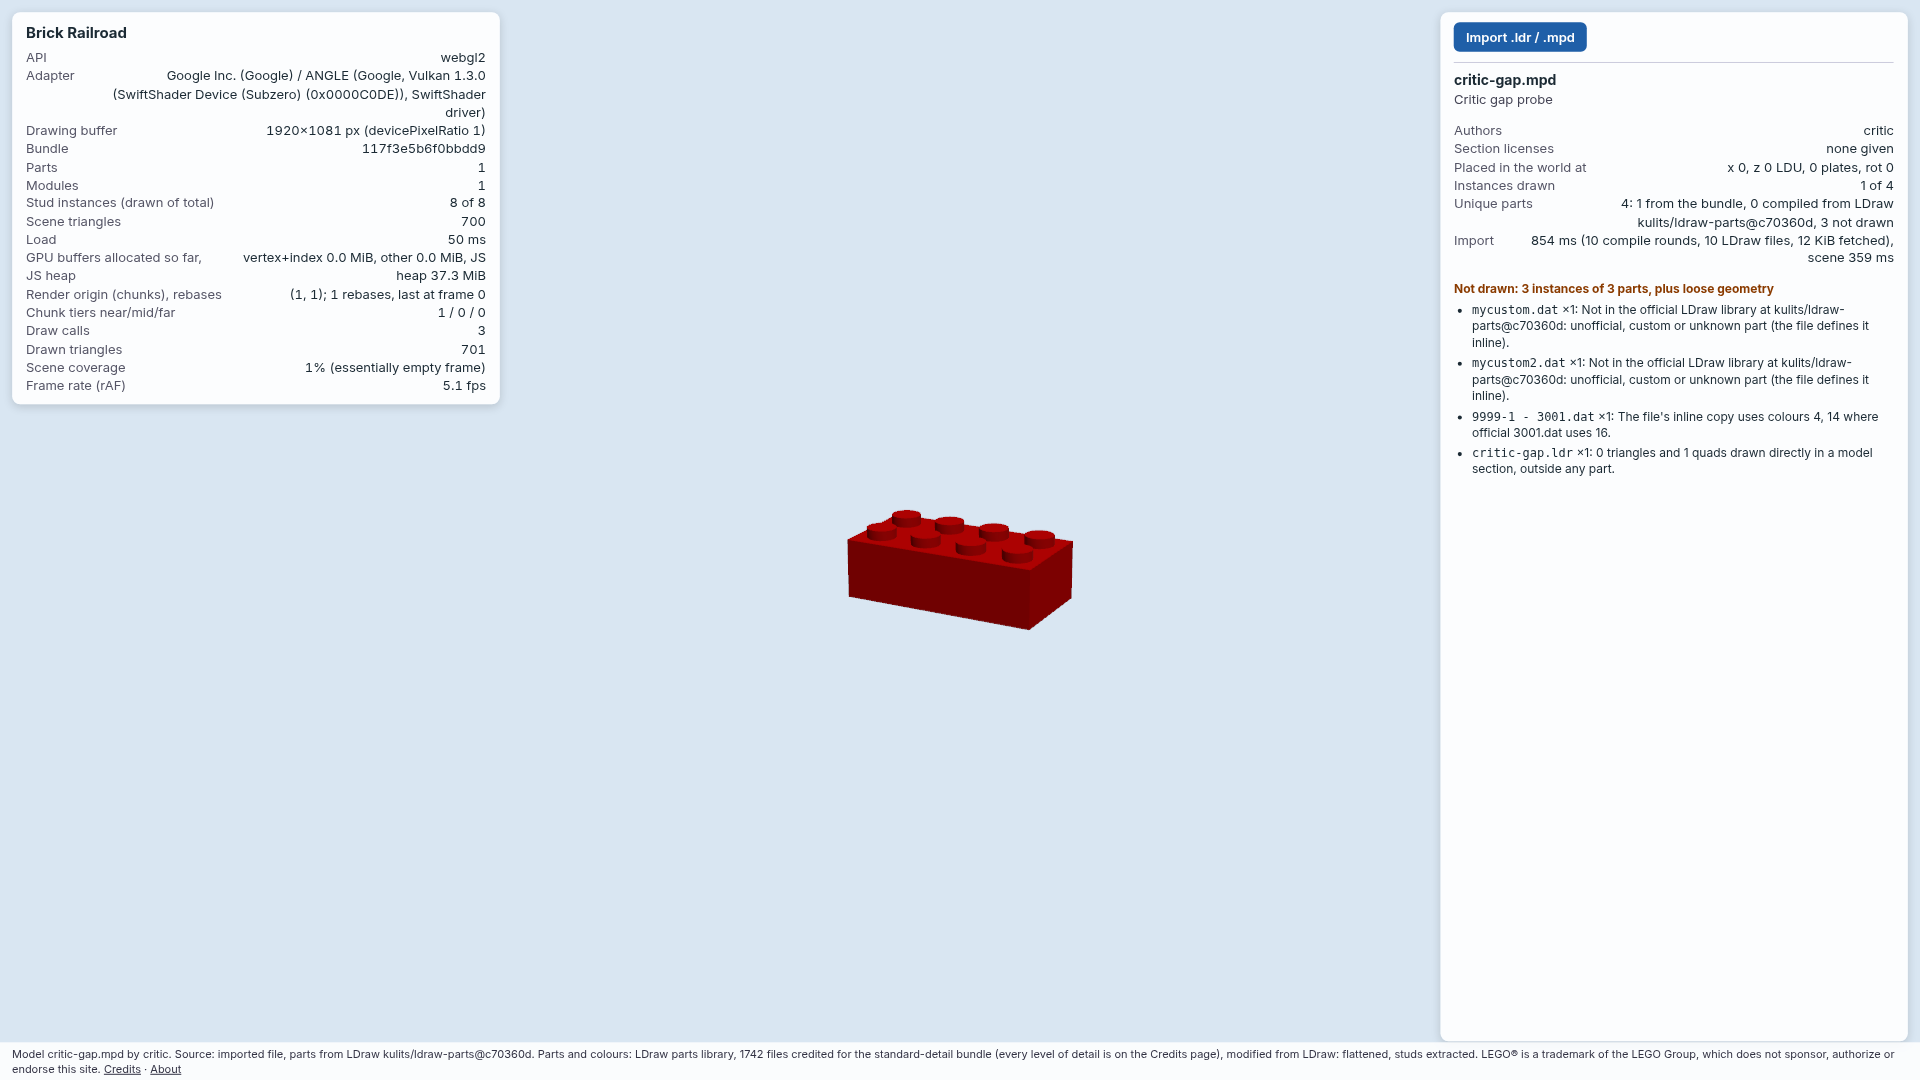 Brick Railroad
API webgl2
Adapter Google Inc. (Google) / ANGLE (Google, Vulkan 1.3.0
(SwiftShader Device (Subzero) (0x0000C0DE)), SwiftShader
driver)
Drawing buffer 1920×1081 px (devicePixelRatio 1)
Bundle 117f3e5b6f0bbdd9
Parts 1
Modules 1
Stud instances (drawn of total) 8 of 8
Scene triangles 700
Load 50 ms
GPU buffers allocated so far, vertex+index 0.0 MiB, other 0.0 MiB, JS
JS heap heap 37.3 MiB
Render origin (chunks), rebases (1, 1); 1 rebases, last at frame 0
Chunk tiers near/mid/far 1 / 0 / 0
Draw calls 3
Drawn triangles 701
Scene coverage 1% (essentially empty frame)
Frame rate (rAF) 5.1 fps
Import .ldr / .mpd
critic-gap.mpd
Critic gap probe
Authors critic
Section licenses none given
Placed in the world at x 0, z 0 LDU, 0 plates, rot 0
Instances drawn 1 of 4
Unique parts 4: 1 from the bundle, 0 compiled from LDraw
kulits/ldraw-parts@c70360d, 3 not drawn
Import 854 ms (10 compile rounds, 10 LDraw files, 12 KiB fetched),
scene 359 ms
Not drawn: 3 instances of 3 parts, plus loose geometry
• mycustom.dat ×1: Not in the official LDraw library at kulits/ldraw-
parts@c70360d: unofficial, custom or unknown part (the file defines it
inline).
• mycustom2.dat ×1: Not in the official LDraw library at kulits/ldraw-
parts@c70360d: unofficial, custom or unknown part (the file defines it
inline).
• 9999-1 - 3001.dat ×1: The file's inline copy uses colours 4, 14 where
official 3001.dat uses 16.
• critic-gap.ldr ×1: 0 triangles and 1 quads drawn directly in a model
section, outside any part.
Model critic-gap.mpd by critic. Source: imported file, parts from LDraw kulits/ldraw-parts@c70360d. Parts and colours: LDraw parts library, 1742 files credited for the standard-detail bundle (every level of detail is on the Credits page), modified from LDraw: flattened, studs extracted. LEGO® is a trademark of the LEGO Group, which does not sponsor, authorize or
endorse this site. Credits · About